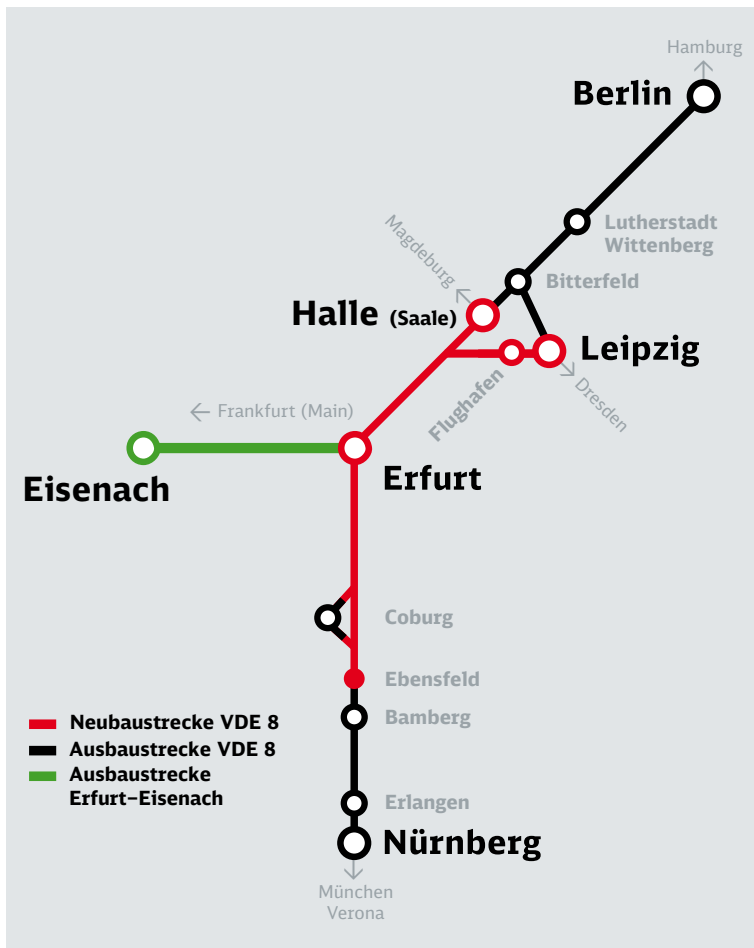 Hamburg
Berlin
Lutherstadt
Wittenberg
Magdeburg
Bitterfeld
Halle (Saale)
Leipzig
Flughafen
Dresden
Frankfurt (Main)
Eisenach
Erfurt
Coburg
Ebensfeld
Bamberg
Neubaustrecke VDE 8
Ausbaustrecke VDE 8
Ausbaustrecke
Erfurt–Eisenach
Erlangen
Nürnberg
München
Verona